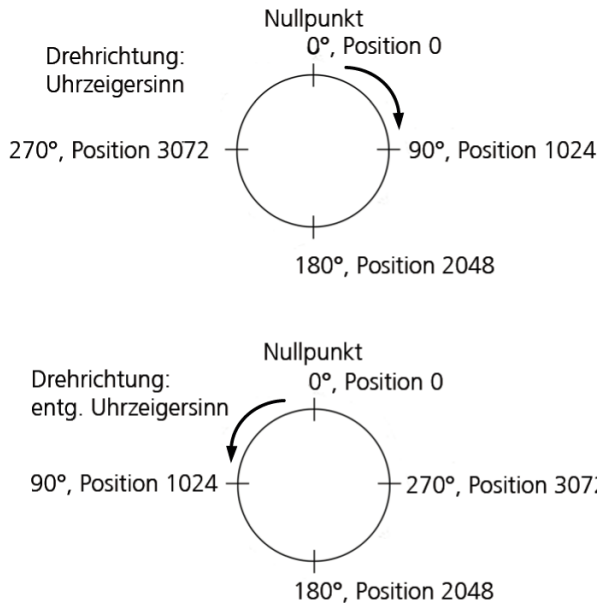 Nullpunkt
0°, Position 0
Drehrichtung:
Uhrzeigersinn
270°, Position 3072
90°, Position 1024
180°, Position 2048
Nullpunkt
0°, Position 0
Drehrichtung:
entg. Uhrzeigersinn
90°, Position 1024
270°, Position 3072
180°, Position 2048